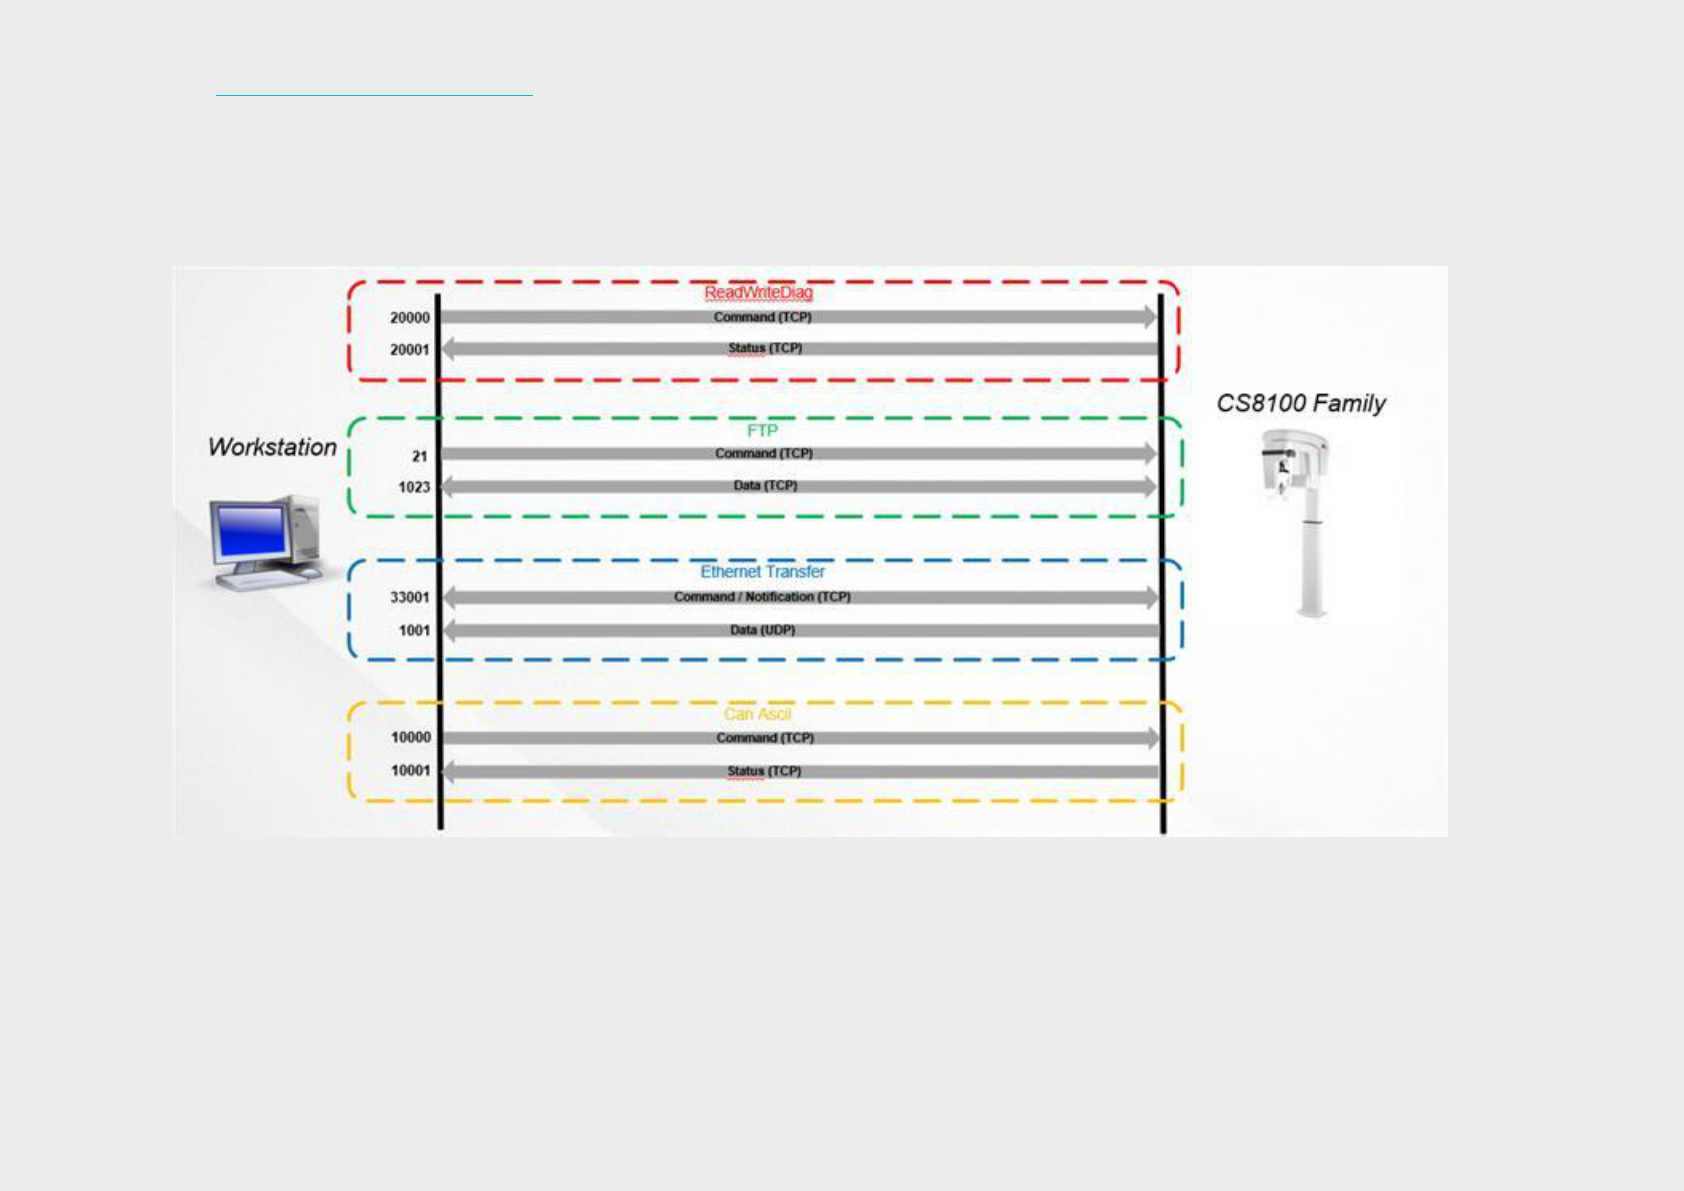 ReadWriteDiag
20000 Command (TCP)
20001 Status (TCP)
CS8100 Family
Workstation
FTP
21 Command (TCP)
1023 Data (TCP)
Ethernet Transfer
33001 Command / Notification (TCP)
1001 Data (UDP)
Can Ascii
10000 Command (TCP)
10001 Status (TCP)